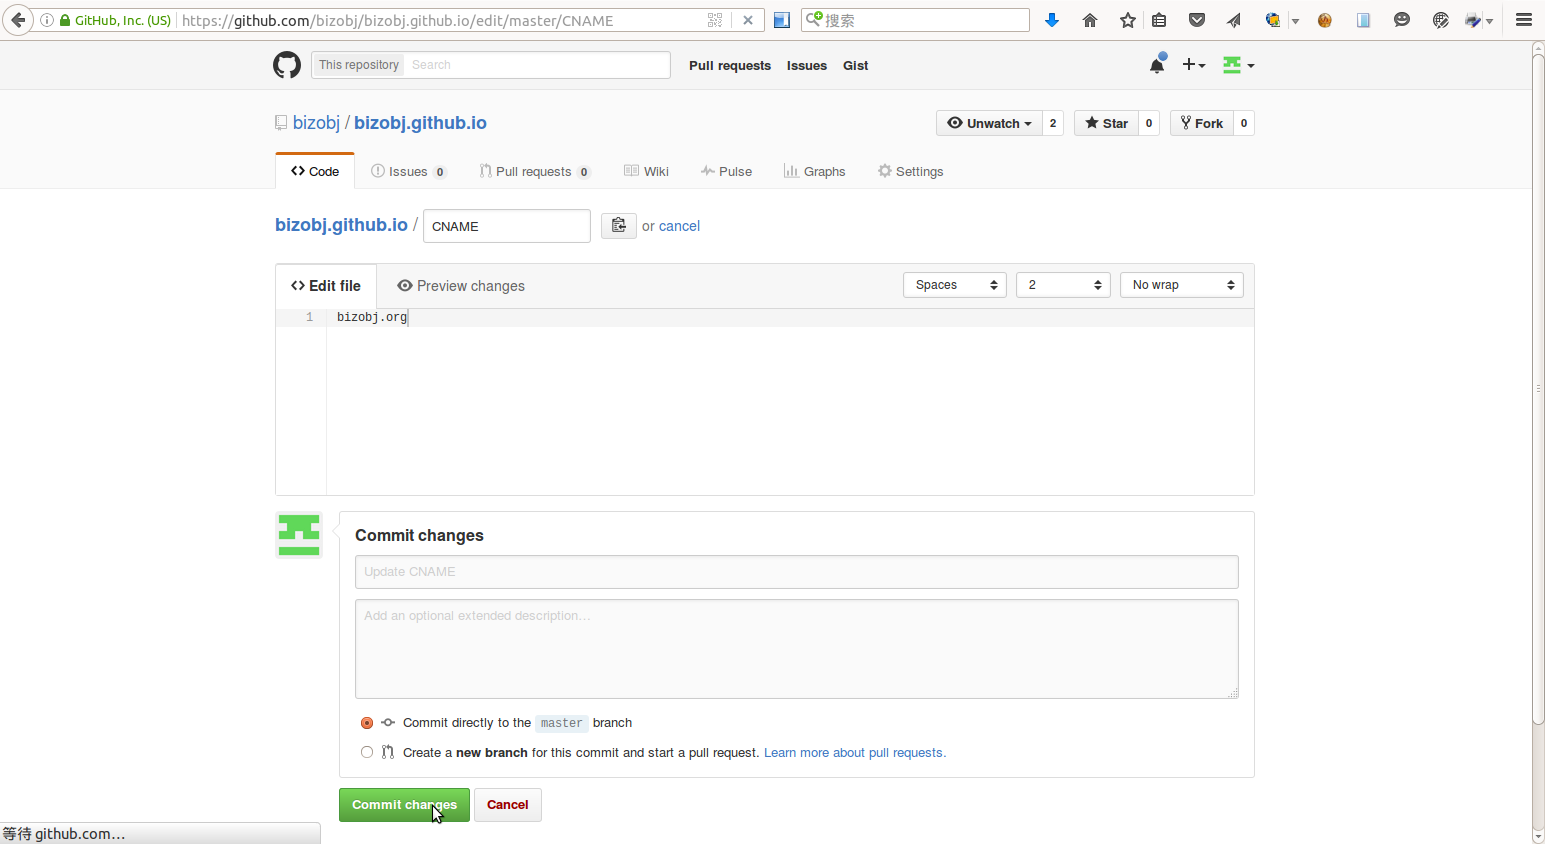 GitHub, Inc. (US) https://github.com/bizobj/bizobj.github.io/edit/master/CNAME 搜索
This repository Search Pull requests Issues Gist
bizobj / bizobj.github.io Unwatch 2 Star 0 Fork 0
Code Issues 0 Pull requests 0 Wiki Pulse Graphs Settings
bizobj.github.io / CNAME or cancel
Edit file Preview changes Spaces 2 No wrap
1 bizobj.org
Commit changes
Update CNAME
Add an optional extended description…
Commit directly to the master branch
Create a new branch for this commit and start a pull request. Learn more about pull requests.
Commit changes Cancel
等待 github.com…